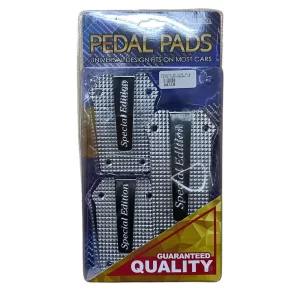 PEDAL PADS
UNIVERSAL DESIGN FITS ON MOST CARS
Special Edition
Special Edition
Special Edition
GUARANTEED
QUALITY